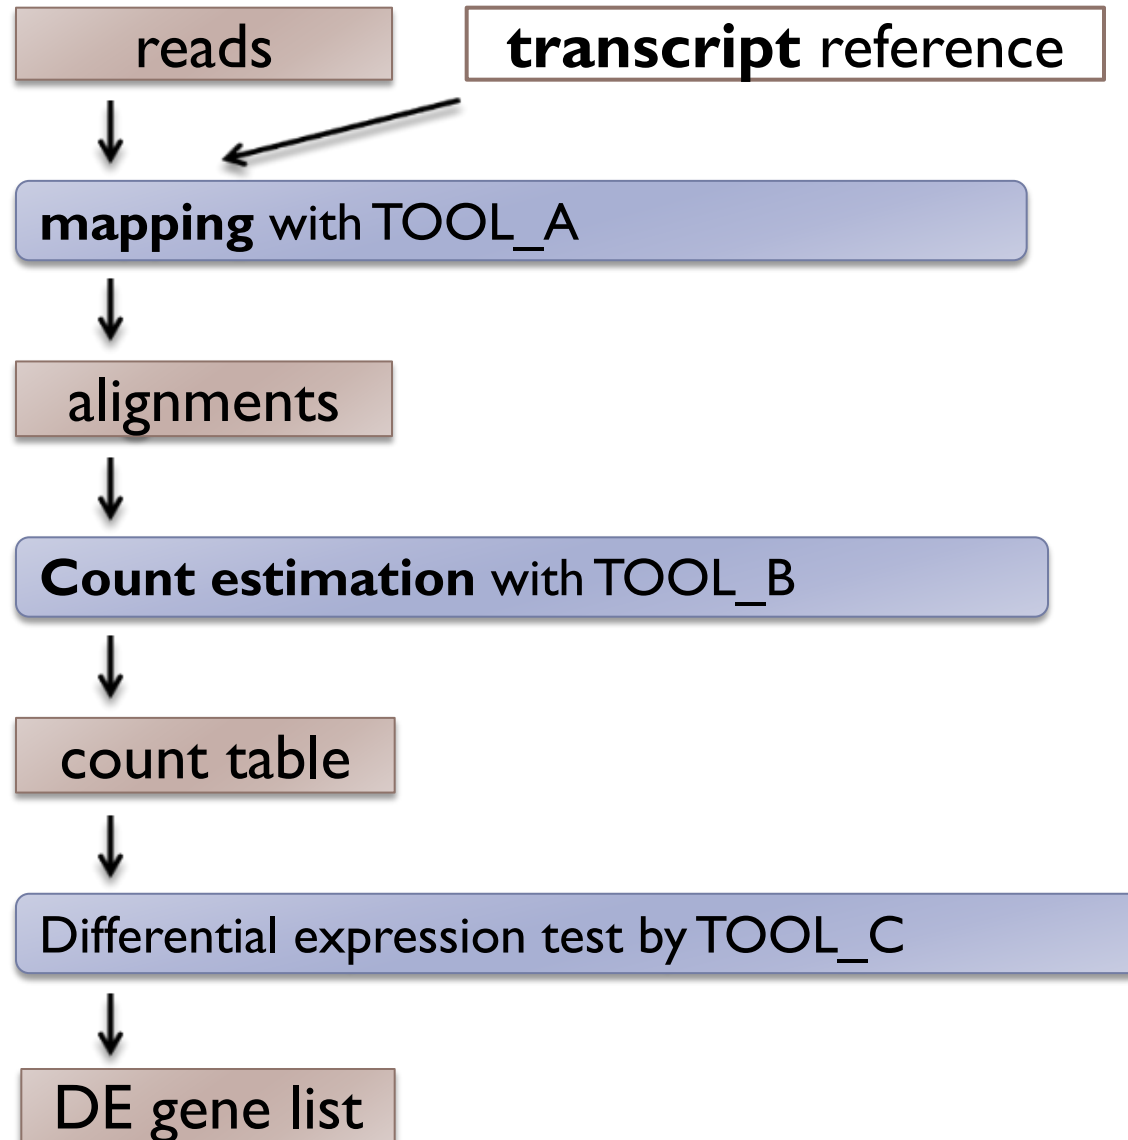 reads
transcript reference
mapping with TOOL_A
alignments
Count estimation with TOOL_B
count table
Differential expression test by TOOL_C
DE gene list